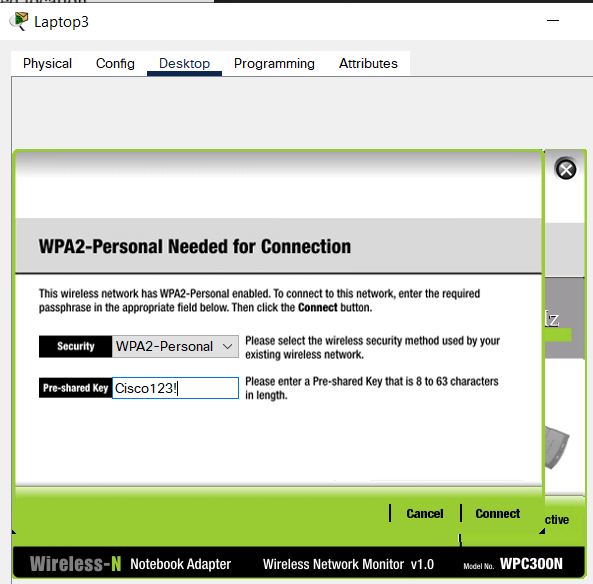 Laptop3
Physical Config Desktop Programming Attributes
WPA2-Personal Needed for Connection
This wireless network has WPA2-Personal enabled. To connect to this network, enter the required
passphrase in the appropriate field below. Then click the Connect button.
Security WPA2-Personal Please select the wireless security method used by your
existing wireless network.
Pre-shared Key Cisco123! Please enter a Pre-shared Key that is 8 to 63 characters
in length.
Cancel Connect
Wireless-N Notebook Adapter Wireless Network Monitor v1.0 Model No. WPC300N